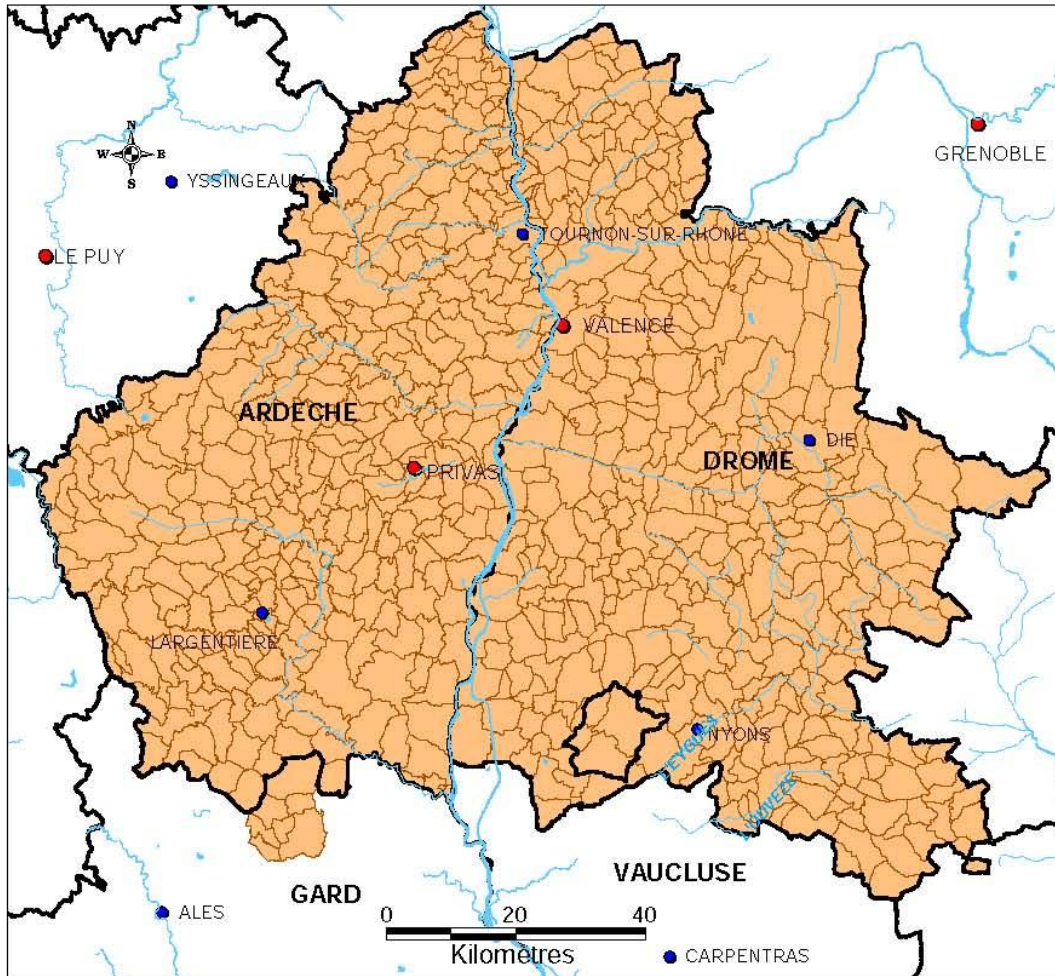 N
W E
S
YSSINGEAUX
GRENOBLE
TOURNON-SUR-RHONE
LE PUY
VALENCE
ARDECHE
DIE
DROME
PRIVAS
LARGENTIERE
NYONS
EYGUES
L'OUVEZE
VAUCLUSE
GARD
ALES
0 20 40
Kilomètres
CARPENTRAS